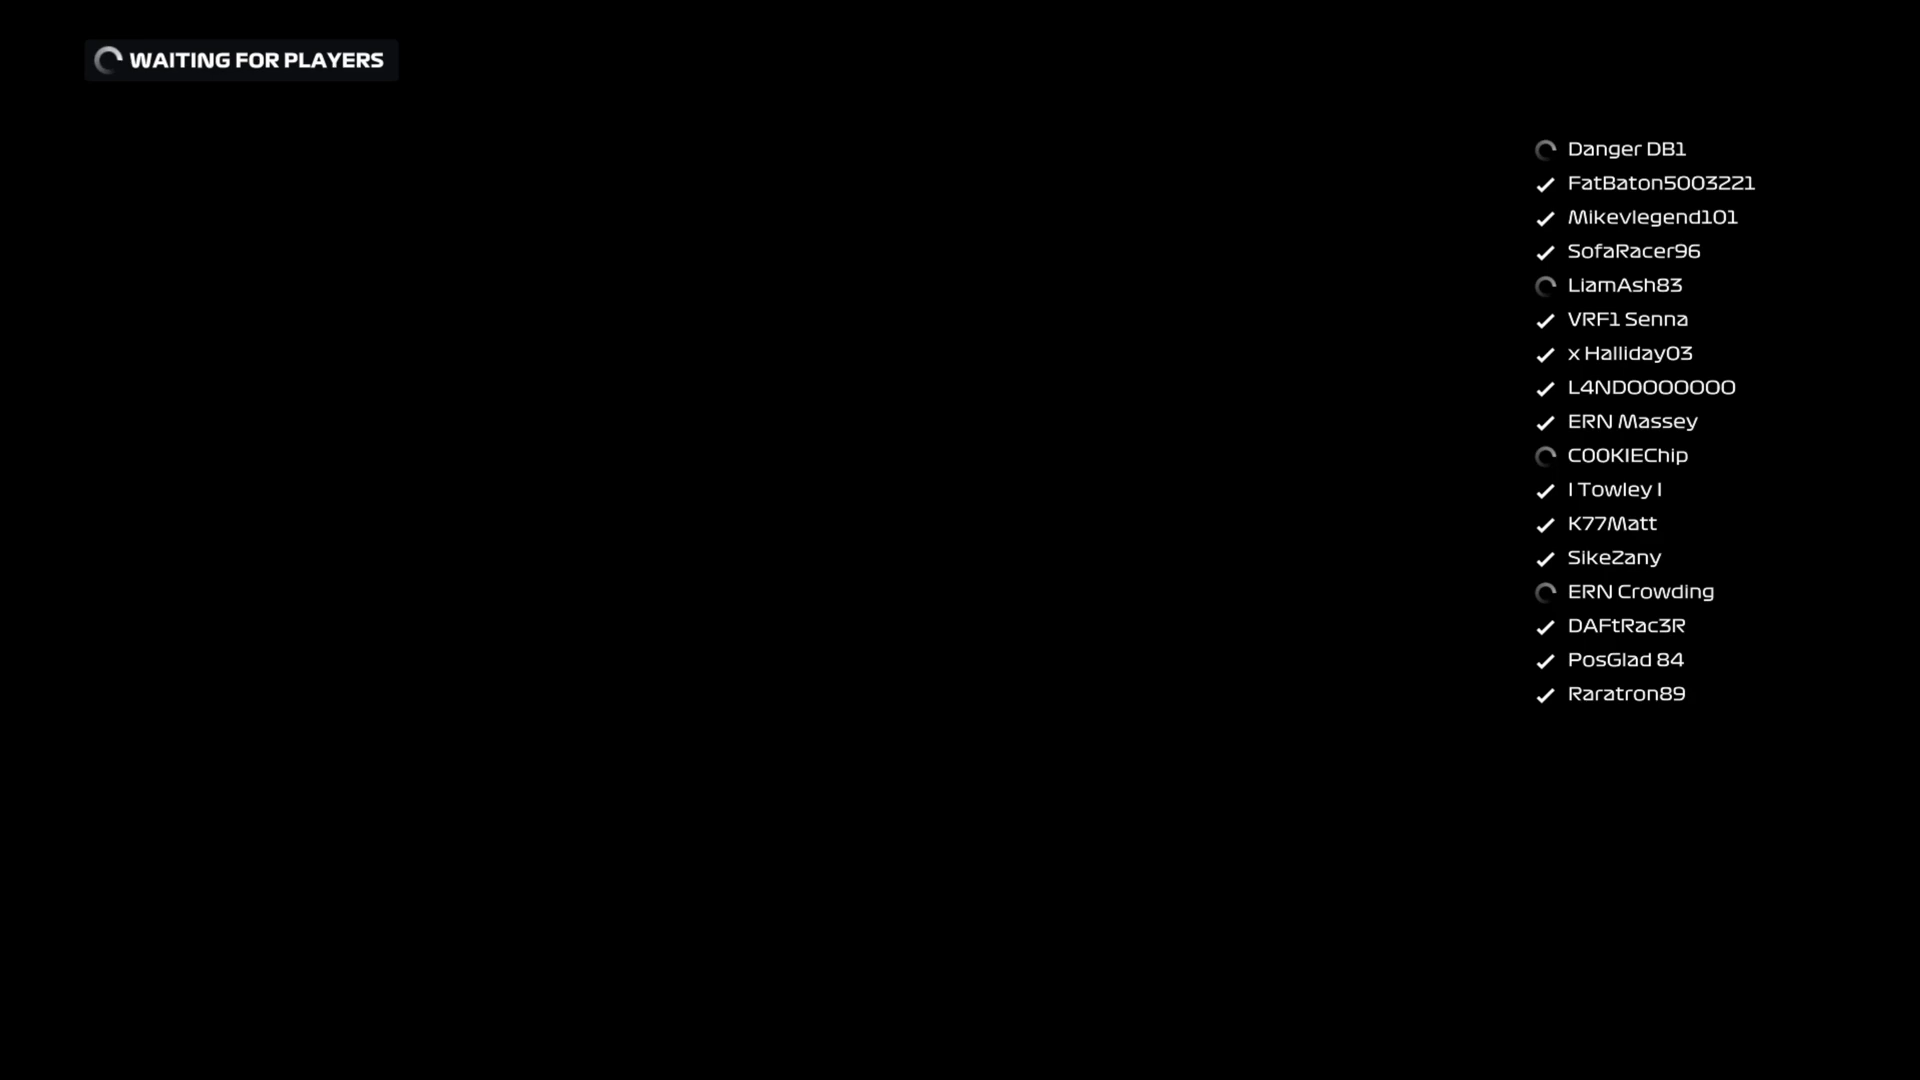 WAITING FOR PLAYERS
Danger DB1
FatBaton5003221
Mikevlegend101
SofaRacer96
LiamAsh83
VRF1 Senna
x Halliday03
L4NDOOOOOOO
ERN Massey
COOKIEChip
I Towley I
K77Matt
SikeZany
ERN Crowding
DAFtRac3R
PosGlad 84
Raratron89